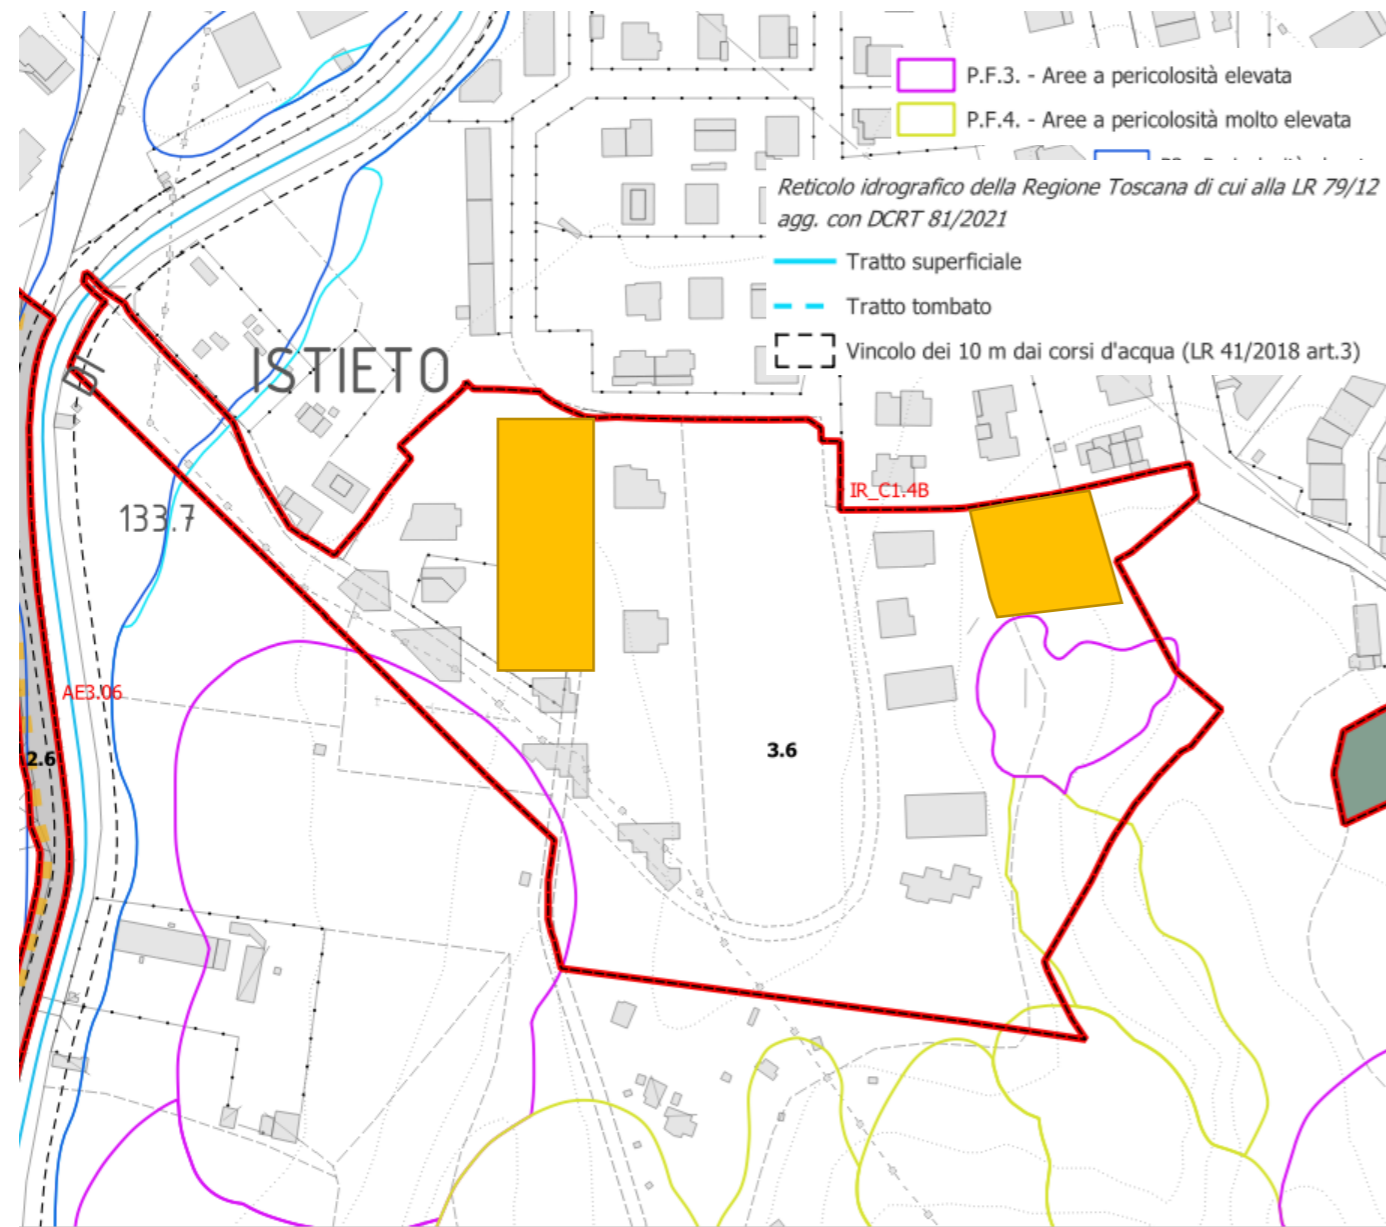 P.F.3. - Aree a pericolosità elevata
P.F.4. - Aree a pericolosità molto elevata
Reticolo idrografico della Regione Toscana di cui alla LR 79/12
agg. con DCRT 81/2021
Tratto superficiale
Tratto tombato
Vincolo dei 10 m dai corsi d'acqua (LR 41/2018 art.3)
DI
ISTIETO
IR_C1.4B
133.7
AE3.06
2.6
3.6